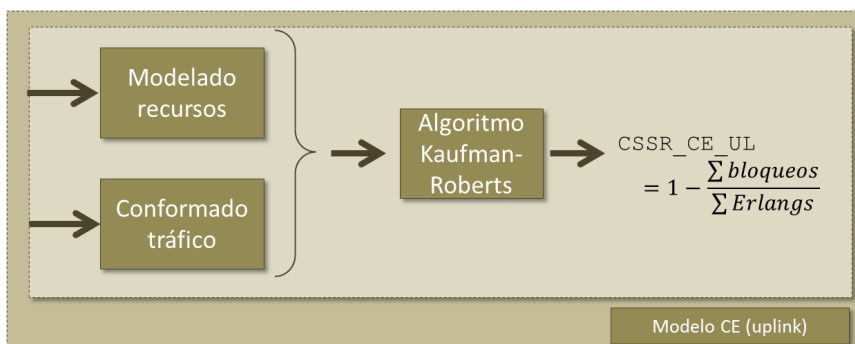 Modelado
recursos
Conformado
tráfico
Algoritmo
Kaufman-
Roberts
CSSR_CE_UL
= 1 − ∑ bloqueos / ∑ Erlangs
Modelo CE (uplink)